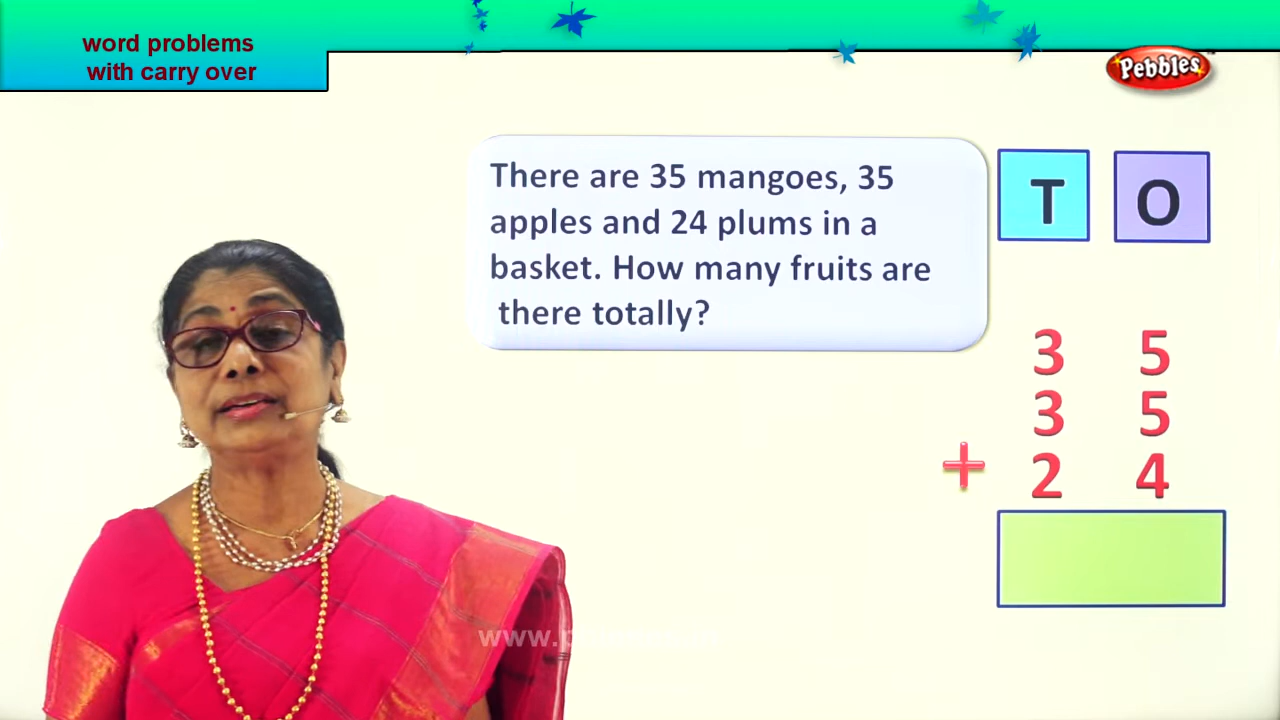 word problems
with carry over
Pebbles
There are 35 mangoes, 35
apples and 24 plums in a
basket. How many fruits are
there totally?
T O
3 5
3 5
+ 2 4